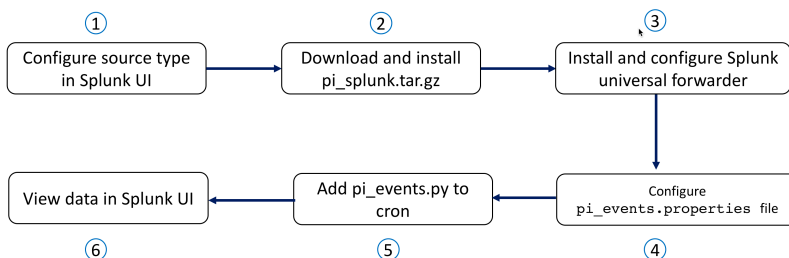 1
2
3
Configure source type
in Splunk UI
Download and install
pi_splunk.tar.gz
Install and configure Splunk
universal forwarder
View data in Splunk UI
Add pi_events.py to
cron
Configure
pi_events.properties file
6
5
4